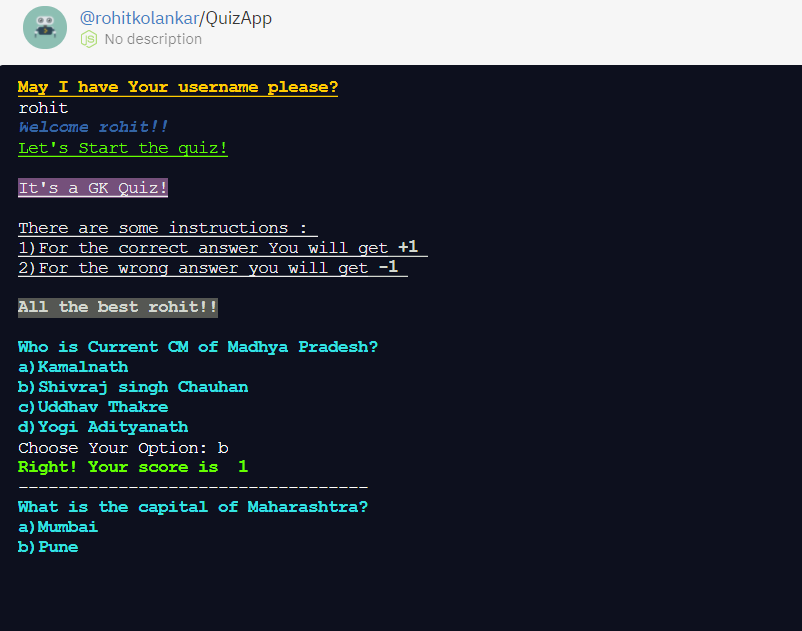 @rohitkolankar/QuizApp
No description
May I have Your username please?
rohit
Welcome rohit!!
Let's Start the quiz!
It's a GK Quiz!
There are some instructions :
1)For the correct answer You will get +1
2)For the wrong answer you will get -1
All the best rohit!!
Who is Current CM of Madhya Pradesh?
a)Kamalnath
b)Shivraj singh Chauhan
c)Uddhav Thakre
d)Yogi Adityanath
Choose Your Option: b
Right! Your score is  1
-----------------------------------
What is the capital of Maharashtra?
a)Mumbai
b)Pune